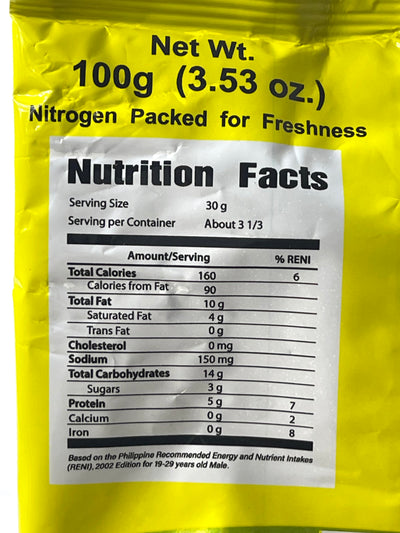 Net Wt.
100g (3.53 oz.)
Nitrogen Packed for Freshness
Nutrition Facts
Serving Size 30 g
Serving per Container About 3 1/3
Amount/Serving % RENI
Total Calories 160 6
Calories from Fat 90
Total Fat 10 g
Saturated Fat 4 g
Trans Fat 0 g
Cholesterol 0 mg
Sodium 150 mg
Total Carbohydrates 14 g
Sugars 3 g
Protein 5 g 7
Calcium 0 g 2
Iron 0 g 8
Based on the Philippine Recommended Energy and Nutrient Intakes
(RENI), 2002 Edition for 19-29 years old Male.